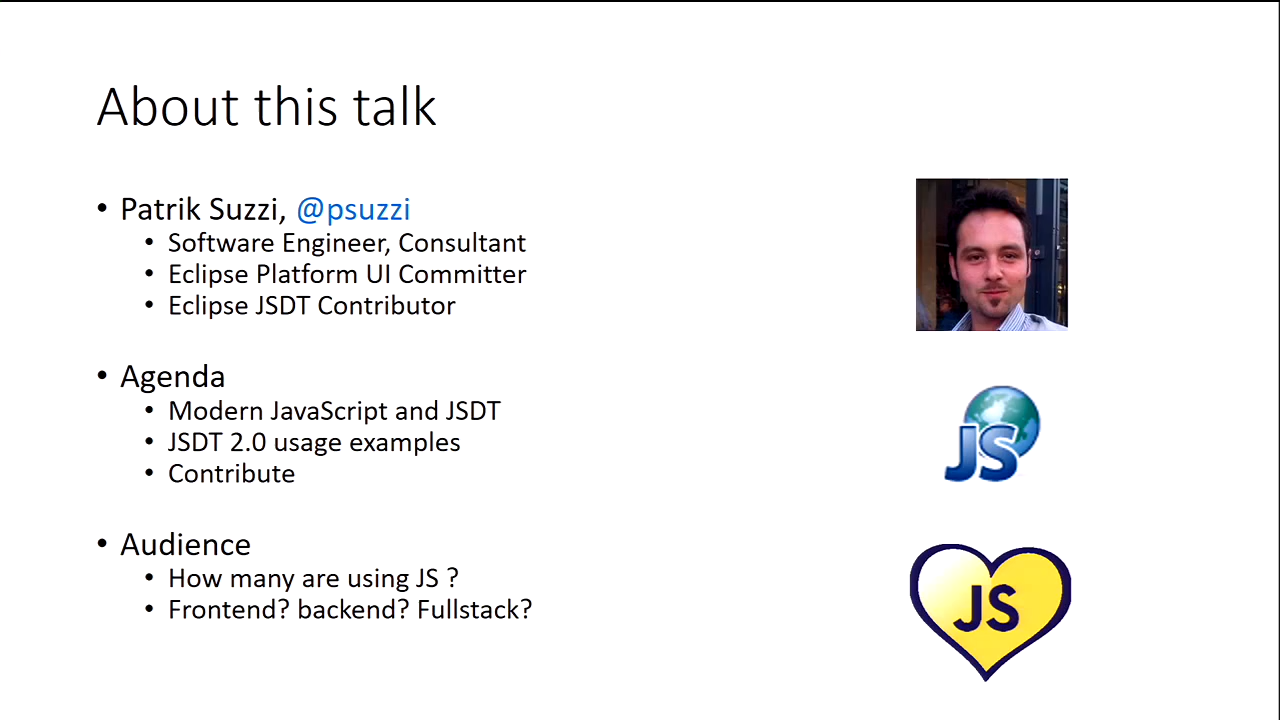 About this talk
• Patrik Suzzi, @psuzzi
• Software Engineer, Consultant
• Eclipse Platform UI Committer
• Eclipse JSDT Contributor
• Agenda
• Modern JavaScript and JSDT
• JSDT 2.0 usage examples
• Contribute
JS
• Audience
• How many are using JS ?
• Frontend? backend? Fullstack?
JS